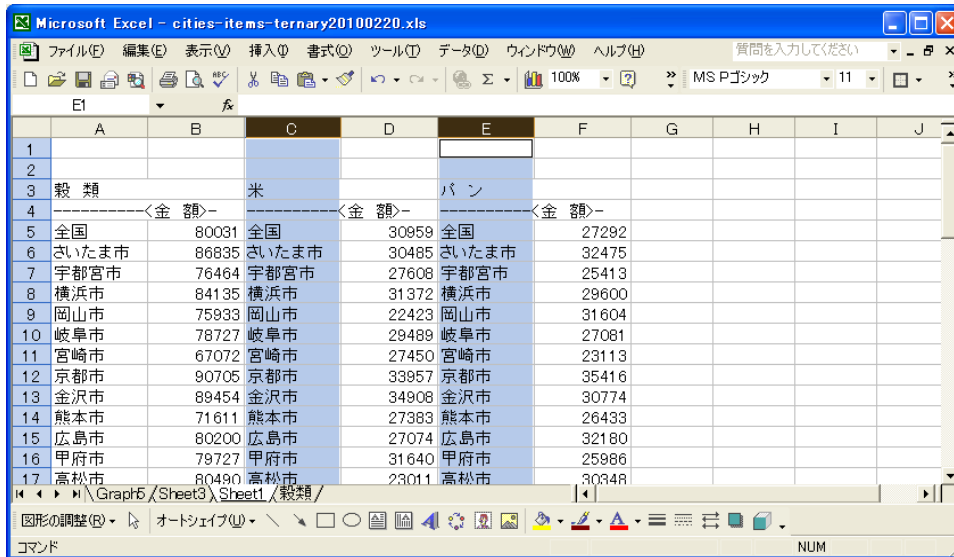 Microsoft Excel - cities-items-ternary20100220.xls
ファイル(F) 編集(E) 表示(V) 挿入(I) 書式(O) ツール(T) データ(D) ウィンドウ(W) ヘルプ(H) 質問を入力してください
100% MS Pゴシック 11
E1 fx
A B C D E F G H I J
1
2
3 穀 類 米 パ ン
4 ----------<金 額>- ----------<金 額>- ----------<金 額>-
5 全国 80031 全国 30959 全国 27292
6 さいたま市 86835 さいたま市 30485 さいたま市 32475
7 宇都宮市 76464 宇都宮市 27608 宇都宮市 25413
8 横浜市 84135 横浜市 31372 横浜市 29600
9 岡山市 75933 岡山市 22423 岡山市 31604
10 岐阜市 78727 岐阜市 29489 岐阜市 27081
11 宮崎市 67072 宮崎市 27450 宮崎市 23113
12 京都市 90705 京都市 33957 京都市 35416
13 金沢市 89454 金沢市 34908 金沢市 30774
14 熊本市 71611 熊本市 27383 熊本市 26433
15 広島市 80200 広島市 27074 広島市 32180
16 甲府市 79727 甲府市 31640 甲府市 25986
17 高松市 80490 高松市 23011 高松市 30348
Graph5 Sheet3 Sheet1 穀類
図形の調整(R) オートシェイプ(U)
コマンド NUM